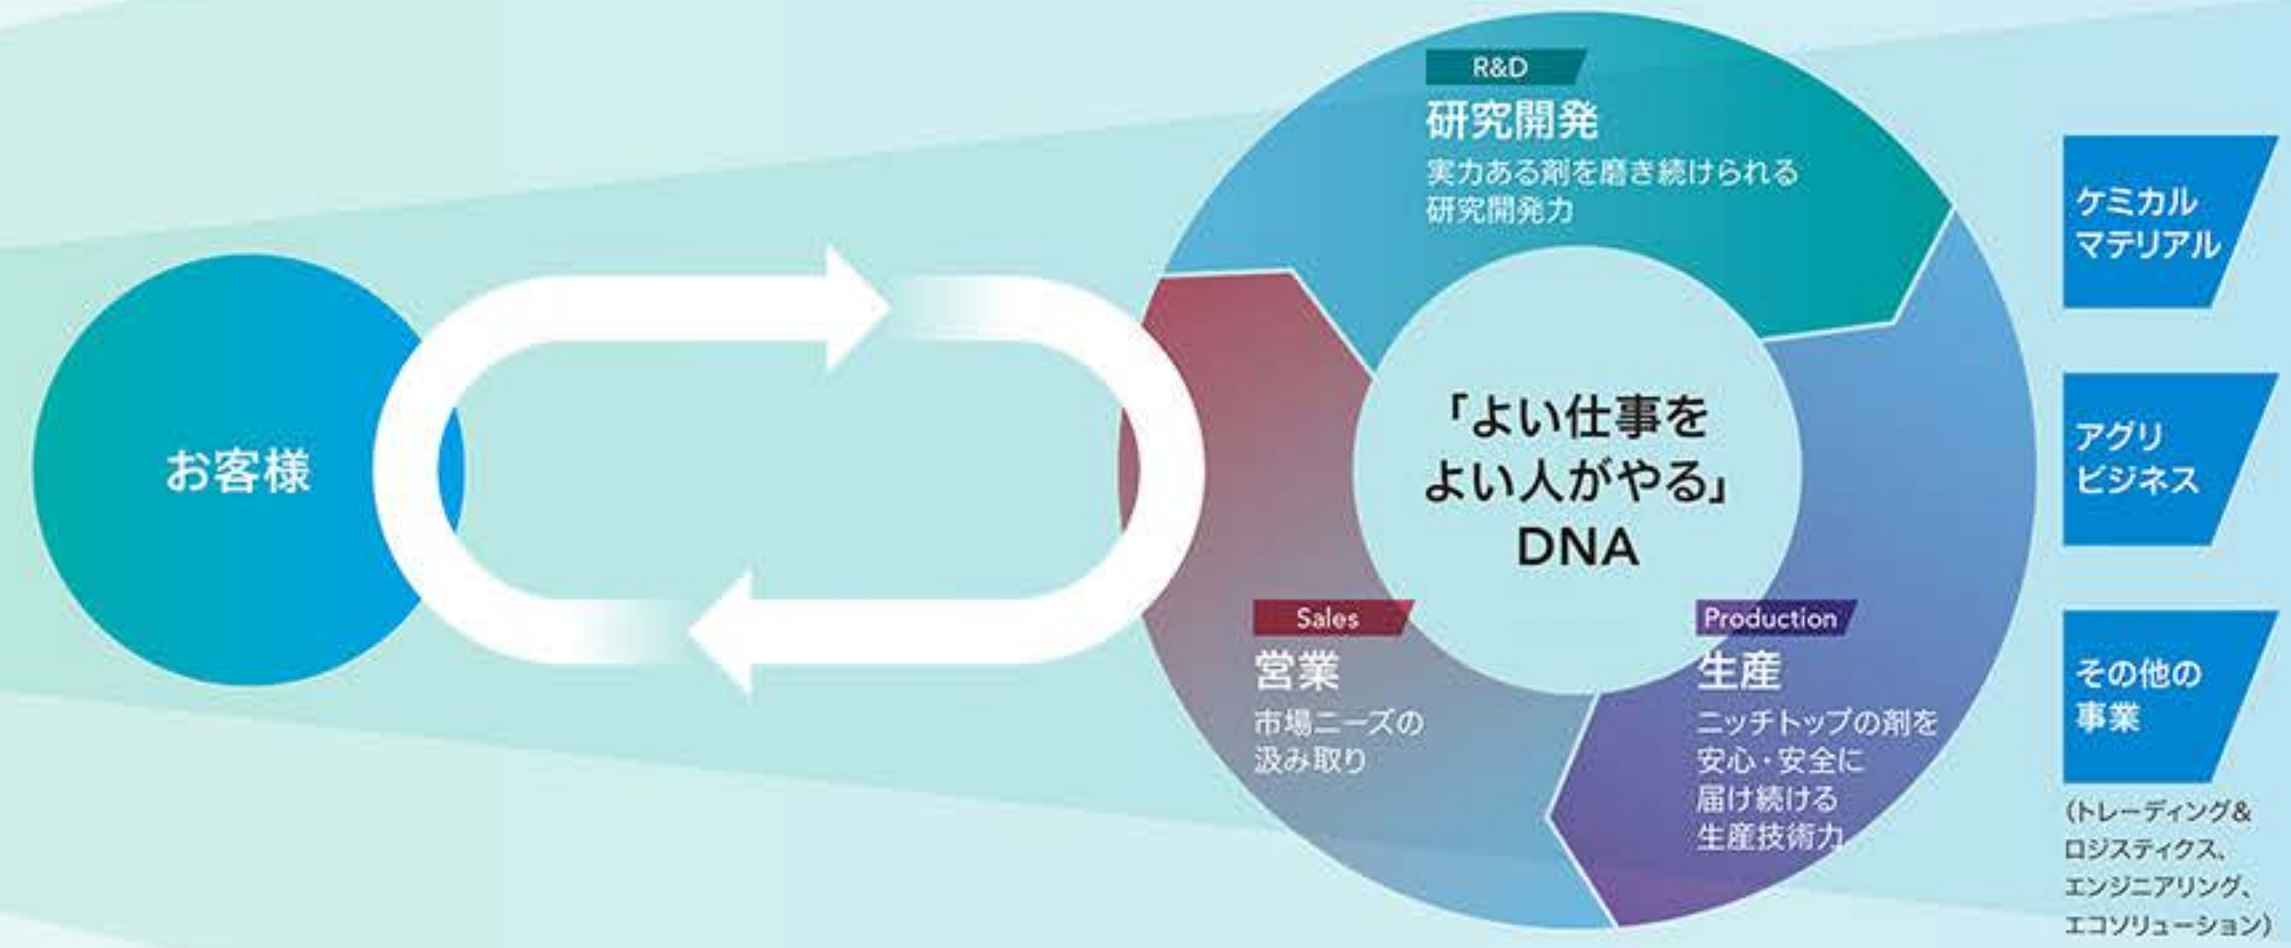 お客様
R&D
研究開発
実力ある剤を磨き続けられる
研究開発力
「よい仕事を
よい人がやる」
DNA
Sales
営業
市場ニーズの
汲み取り
Production
生産
ニッチトップの剤を
安心・安全に
届け続ける
生産技術力
ケミカル
マテリアル
アグリ
ビジネス
その他の
事業
(トレーディング&
ロジスティクス、
エンジニアリング、
エコソリューション)